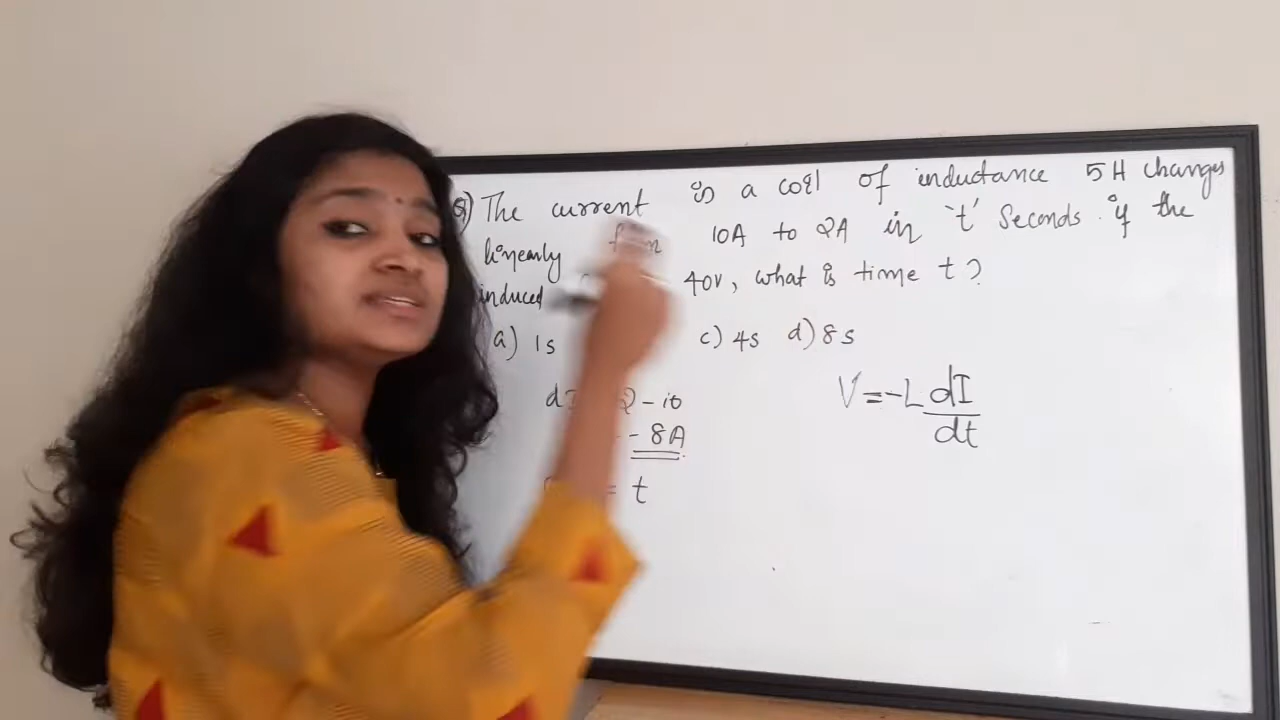 Q) The current is a coil of inductance 5H changes
linearly 10A to 2A in 't' seconds. if the
induced 40V, what is time t?
a) 1s c) 4s d) 8s
2 - 10
- 8A
= t
V = -L dI/dt